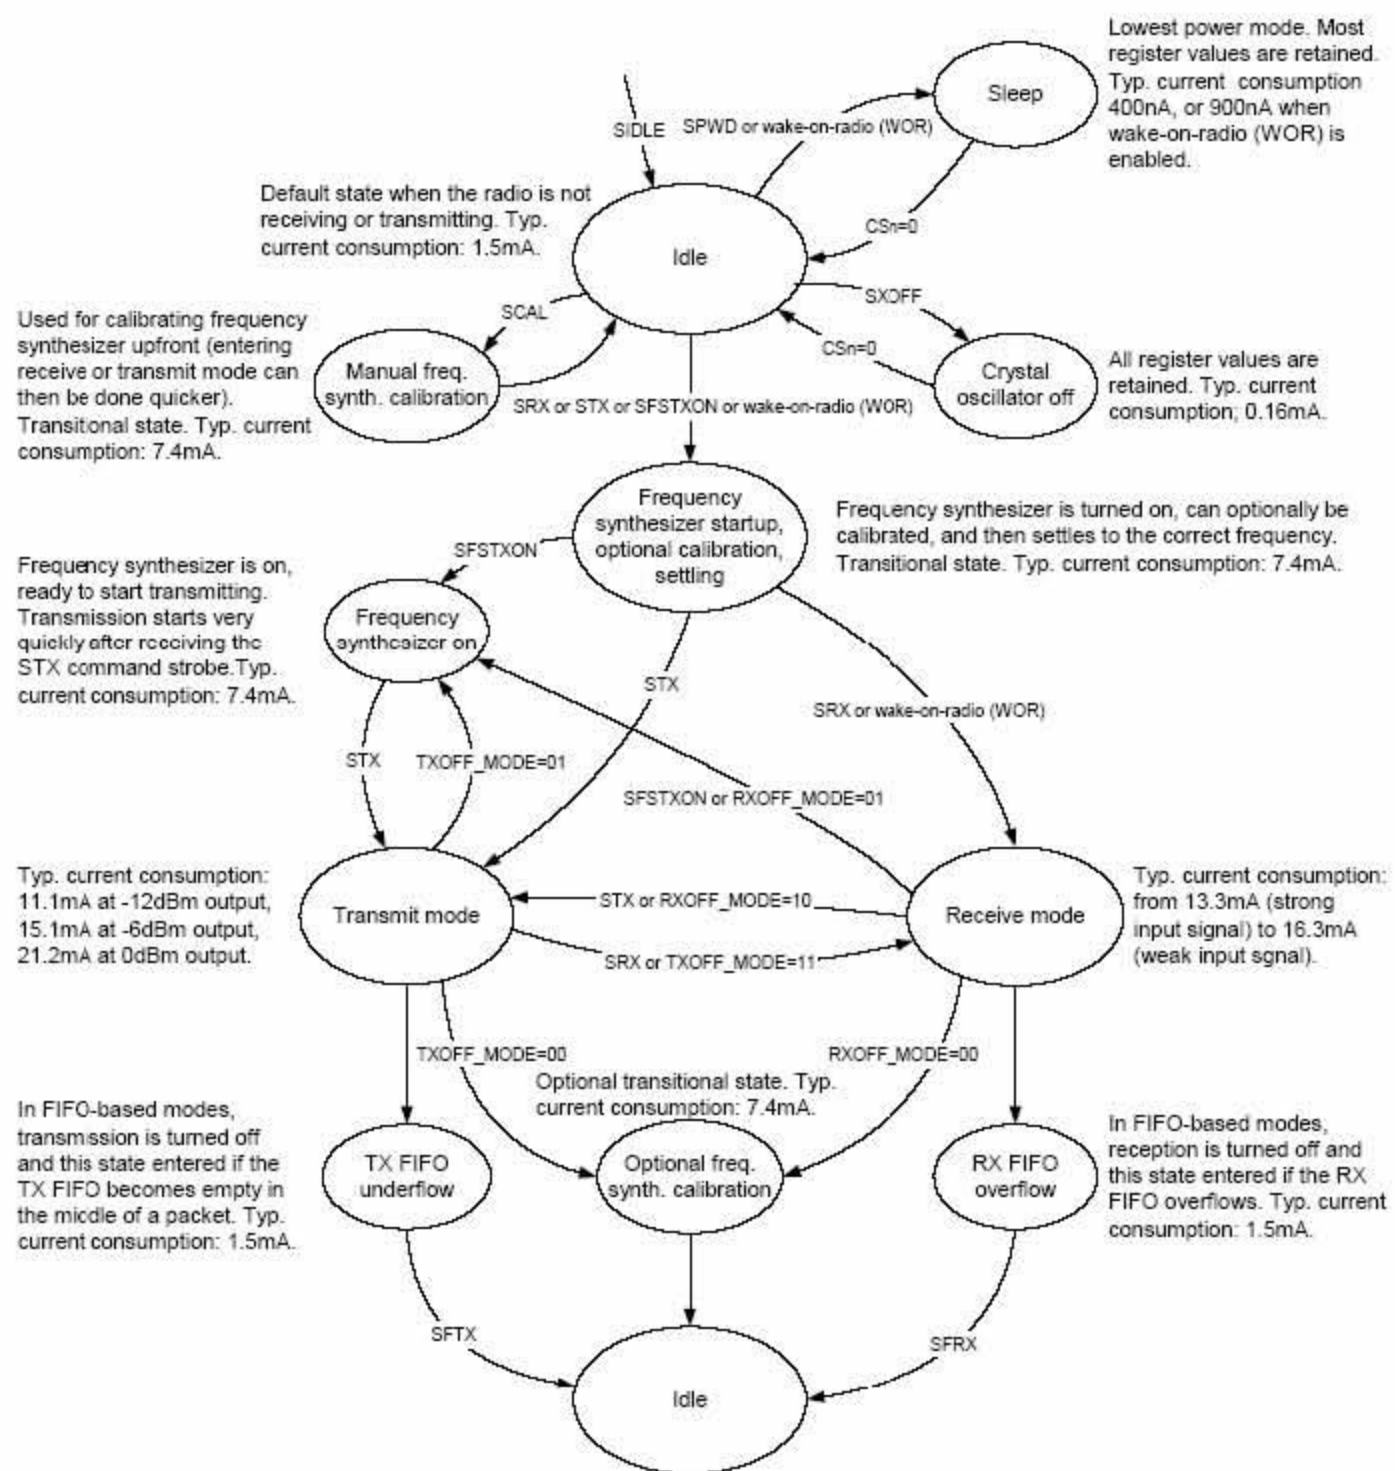 Lowest power mode. Most
register values are retained.
Typ. current consumption
400nA, or 900nA when
wake-on-radio (WOR) is
enabled.
Sleep
SIDLE
SPWD or wake-on-radio (WOR)
Default state when the radio is not
receiving or transmitting. Typ.
current consumption: 1.5mA.
CSn=0
Idle
SXOFF
SCAL
CSn=0
Used for calibrating frequency
synthesizer upfront (entering
receive or transmit mode can
then be done quicker).
Transitional state. Typ. current
consumption: 7.4mA.
Manual freq.
synth. calibration
SRX or STX or SFSTXON or wake-on-radio (WOR)
Crystal
oscillator off
All register values are
retained. Typ. current
consumption; 0.16mA.
Frequency
synthesizer startup,
optional calibration,
settling
Frequency synthesizer is turned on, can optionally be
calibrated, and then settles to the correct frequency.
Transitional state. Typ. current consumption: 7.4mA.
SFSTXON
Frequency synthesizer is on,
ready to start transmitting.
Transmission starts very
quickly after receiving the
STX command strobe.Typ.
current consumption: 7.4mA.
Frequency
synthesizer on
STX
SRX or wake-on-radio (WOR)
STX
TXOFF_MODE=01
SFSTXON or RXOFF_MODE=01
Typ. current consumption:
11.1mA at -12dBm output,
15.1mA at -6dBm output,
21.2mA at 0dBm output.
Transmit mode
STX or RXOFF_MODE=10
SRX or TXOFF_MODE=11
Receive mode
Typ. current consumption:
from 13.3mA (strong
input signal) to 16.3mA
(weak input sgnal).
TXOFF_MODE=00
RXOFF_MODE=00
Optional transitional state. Typ.
current consumption: 7.4mA.
In FIFO-based modes,
transmission is turned off
and this state entered if the
TX FIFO becomes empty in
the middle of a packet. Typ.
current consumption: 1.5mA.
TX FIFO
underflow
Optional freq.
synth. calibration
RX FIFO
overflow
In FIFO-based modes,
reception is turned off and
this state entered if the RX
FIFO overflows. Typ. current
consumption: 1.5mA.
SFTX
SFRX
Idle